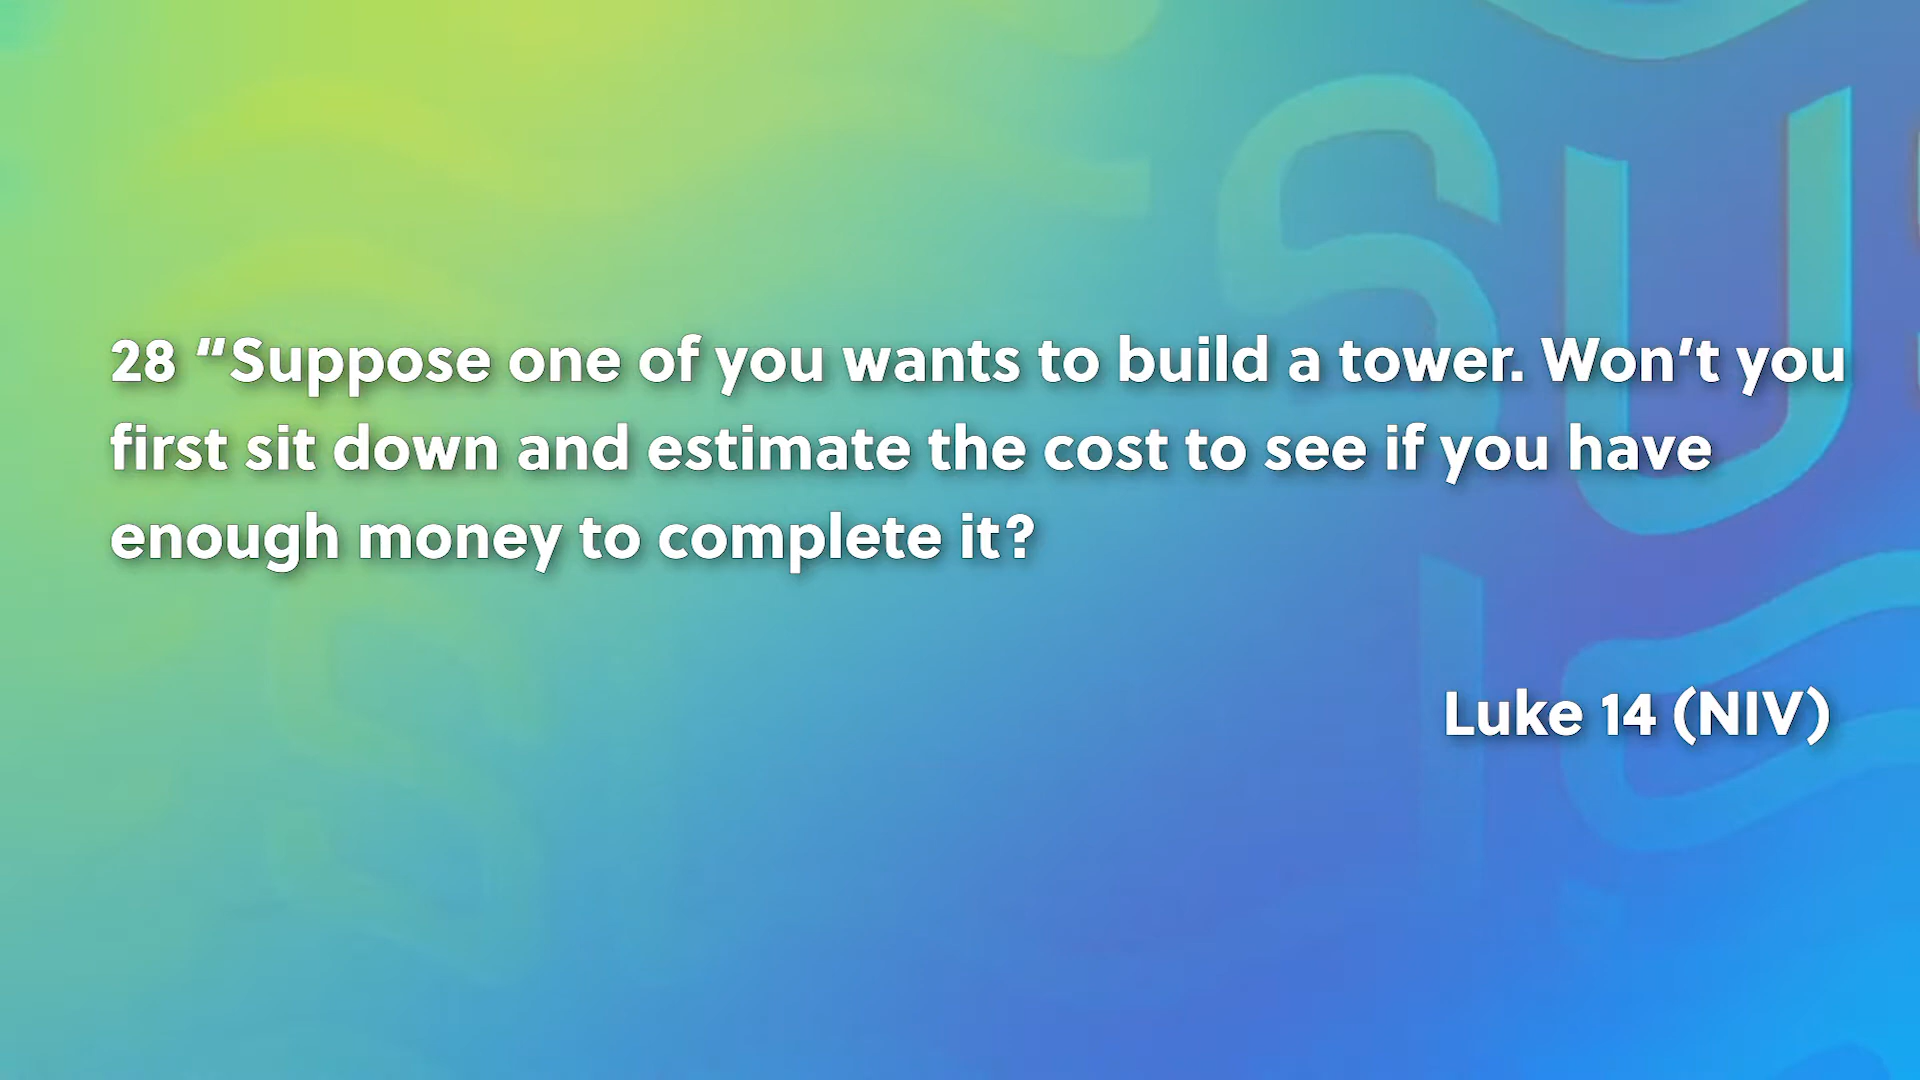 28 “Suppose one of you wants to build a tower. Won’t you
first sit down and estimate the cost to see if you have
enough money to complete it?
Luke 14 (NIV)